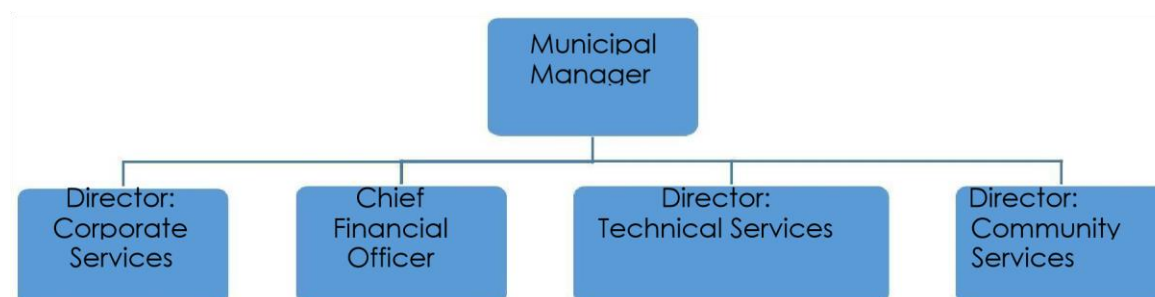 Municipal
Manager
Director:
Corporate
Services
Chief
Financial
Officer
Director:
Technical Services
Director:
Community
Services